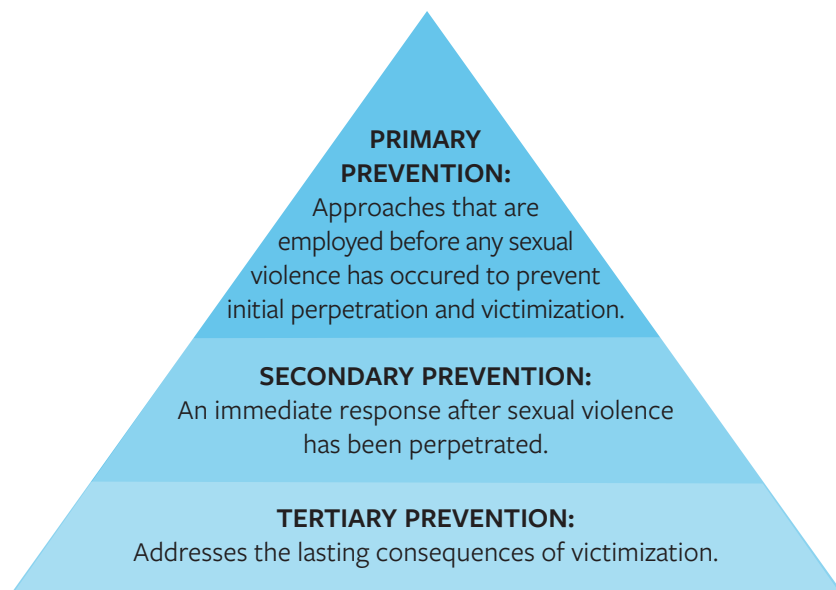 PRIMARY
PREVENTION:
Approaches that are
employed before any sexual
violence has occured to prevent
initial perpetration and victimization.
SECONDARY PREVENTION:
An immediate response after sexual violence
has been perpetrated.
TERTIARY PREVENTION:
Addresses the lasting consequences of victimization.